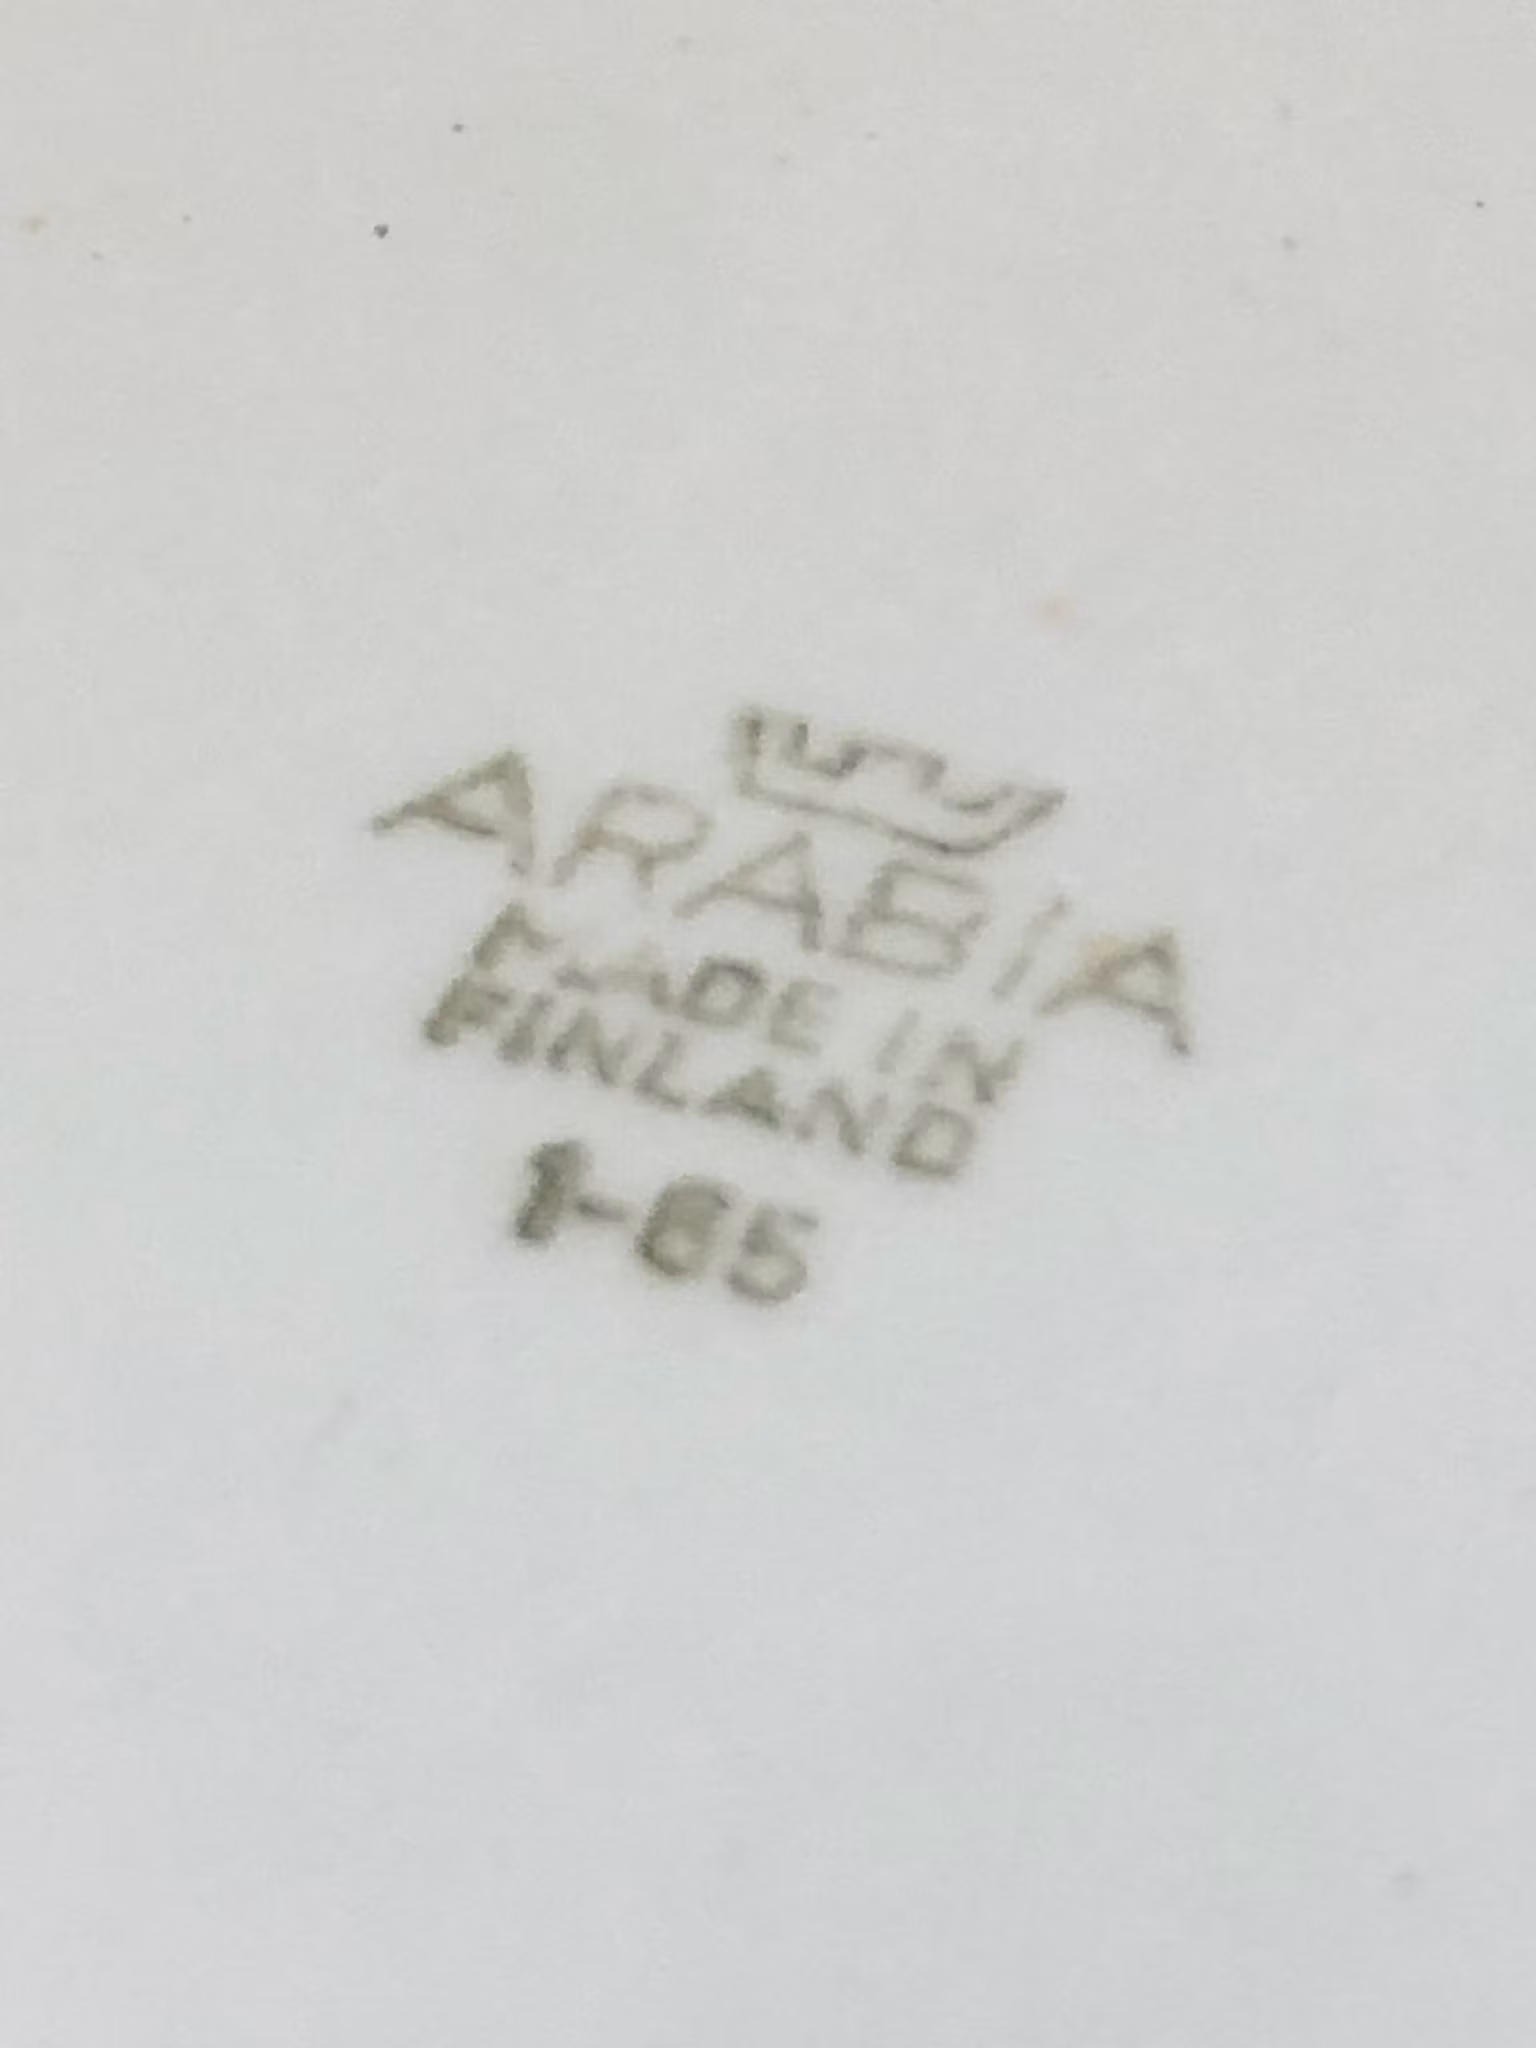 ARABIA
MADE IN
FINLAND
1-65